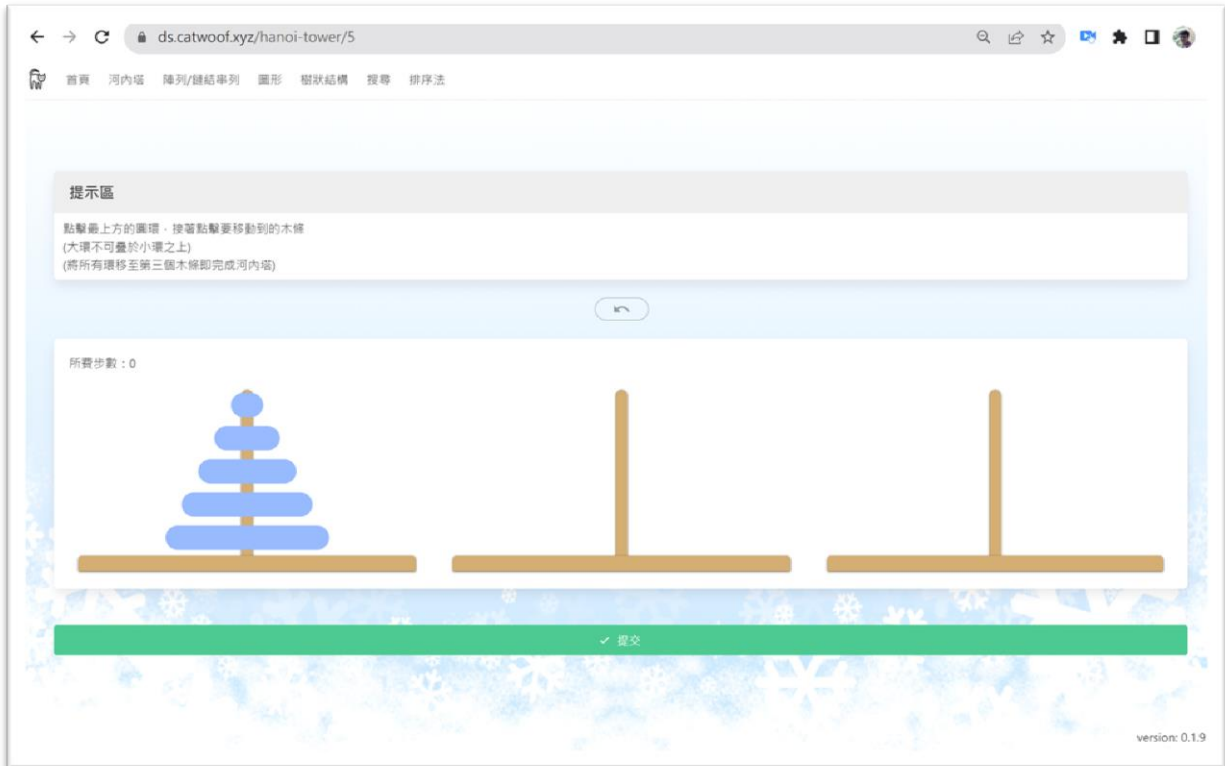 ds.catwoof.xyz/hanoi-tower/5
首頁 河內塔 陣列/鏈結串列 圖形 樹狀結構 搜尋 排序法
提示區
點擊最上方的圓環，接著點擊要移動到的木條
(大環不可疊於小環之上)
(將所有環移至第三個木條即完成河內塔)
所費步數：0
✓ 提交
version: 0.1.9